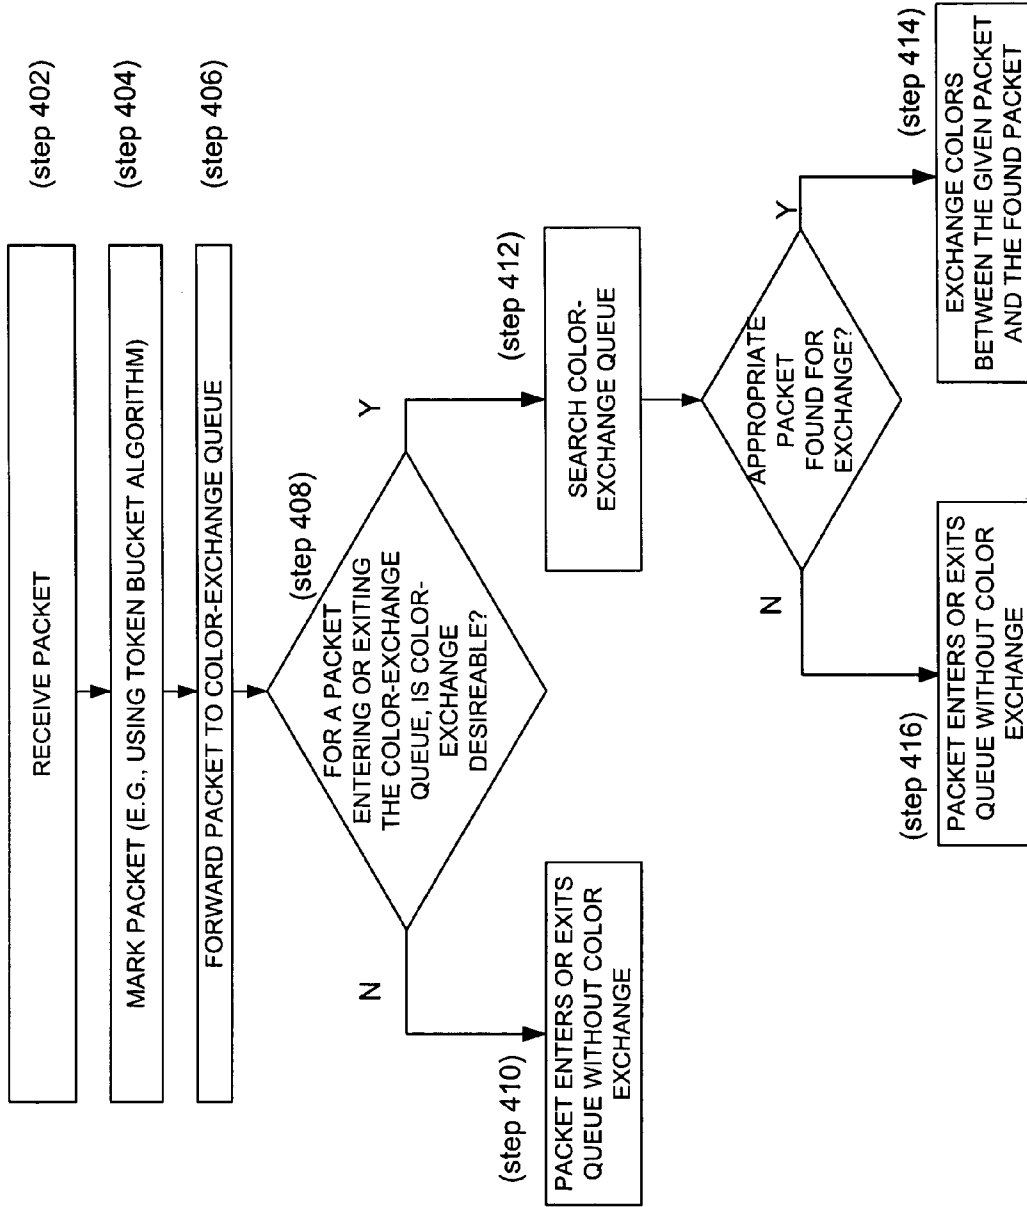 RECEIVE PACKET
(step 402)
MARK PACKET (E.G., USING TOKEN BUCKET ALGORITHM)
(step 404)
FORWARD PACKET TO COLOR-EXCHANGE QUEUE
(step 406)
(step 408)
FOR A PACKET
ENTERING OR EXITING
THE COLOR-EXCHANGE
QUEUE, IS COLOR-
EXCHANGE
DESIREABLE?
N
Y
(step 410)
PACKET ENTERS OR EXITS
QUEUE WITHOUT COLOR
EXCHANGE
(step 412)
SEARCH COLOR-
EXCHANGE QUEUE
APPROPRIATE
PACKET
FOUND FOR
EXCHANGE?
N
Y
(step 416)
PACKET ENTERS OR EXITS
QUEUE WITHOUT COLOR
EXCHANGE
(step 414)
EXCHANGE COLORS
BETWEEN THE GIVEN PACKET
AND THE FOUND PACKET